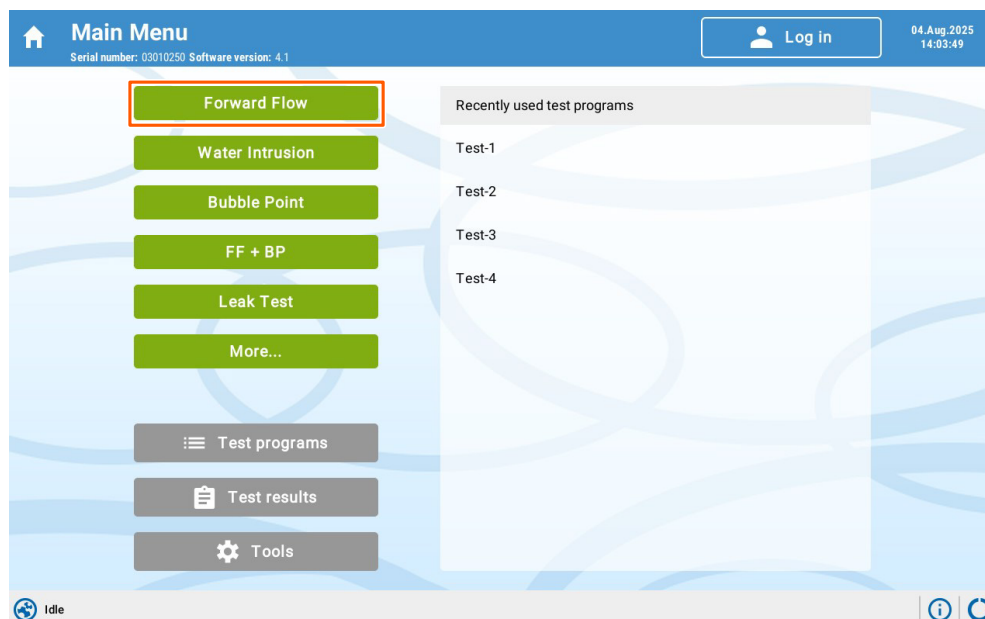 Main Menu
Serial number: 03010250 Software version: 4.1
Log in
04.Aug.2025
14:03:49
Forward Flow
Water Intrusion
Bubble Point
FF + BP
Leak Test
More...
Test programs
Test results
Tools
Recently used test programs
Test-1
Test-2
Test-3
Test-4
Idle